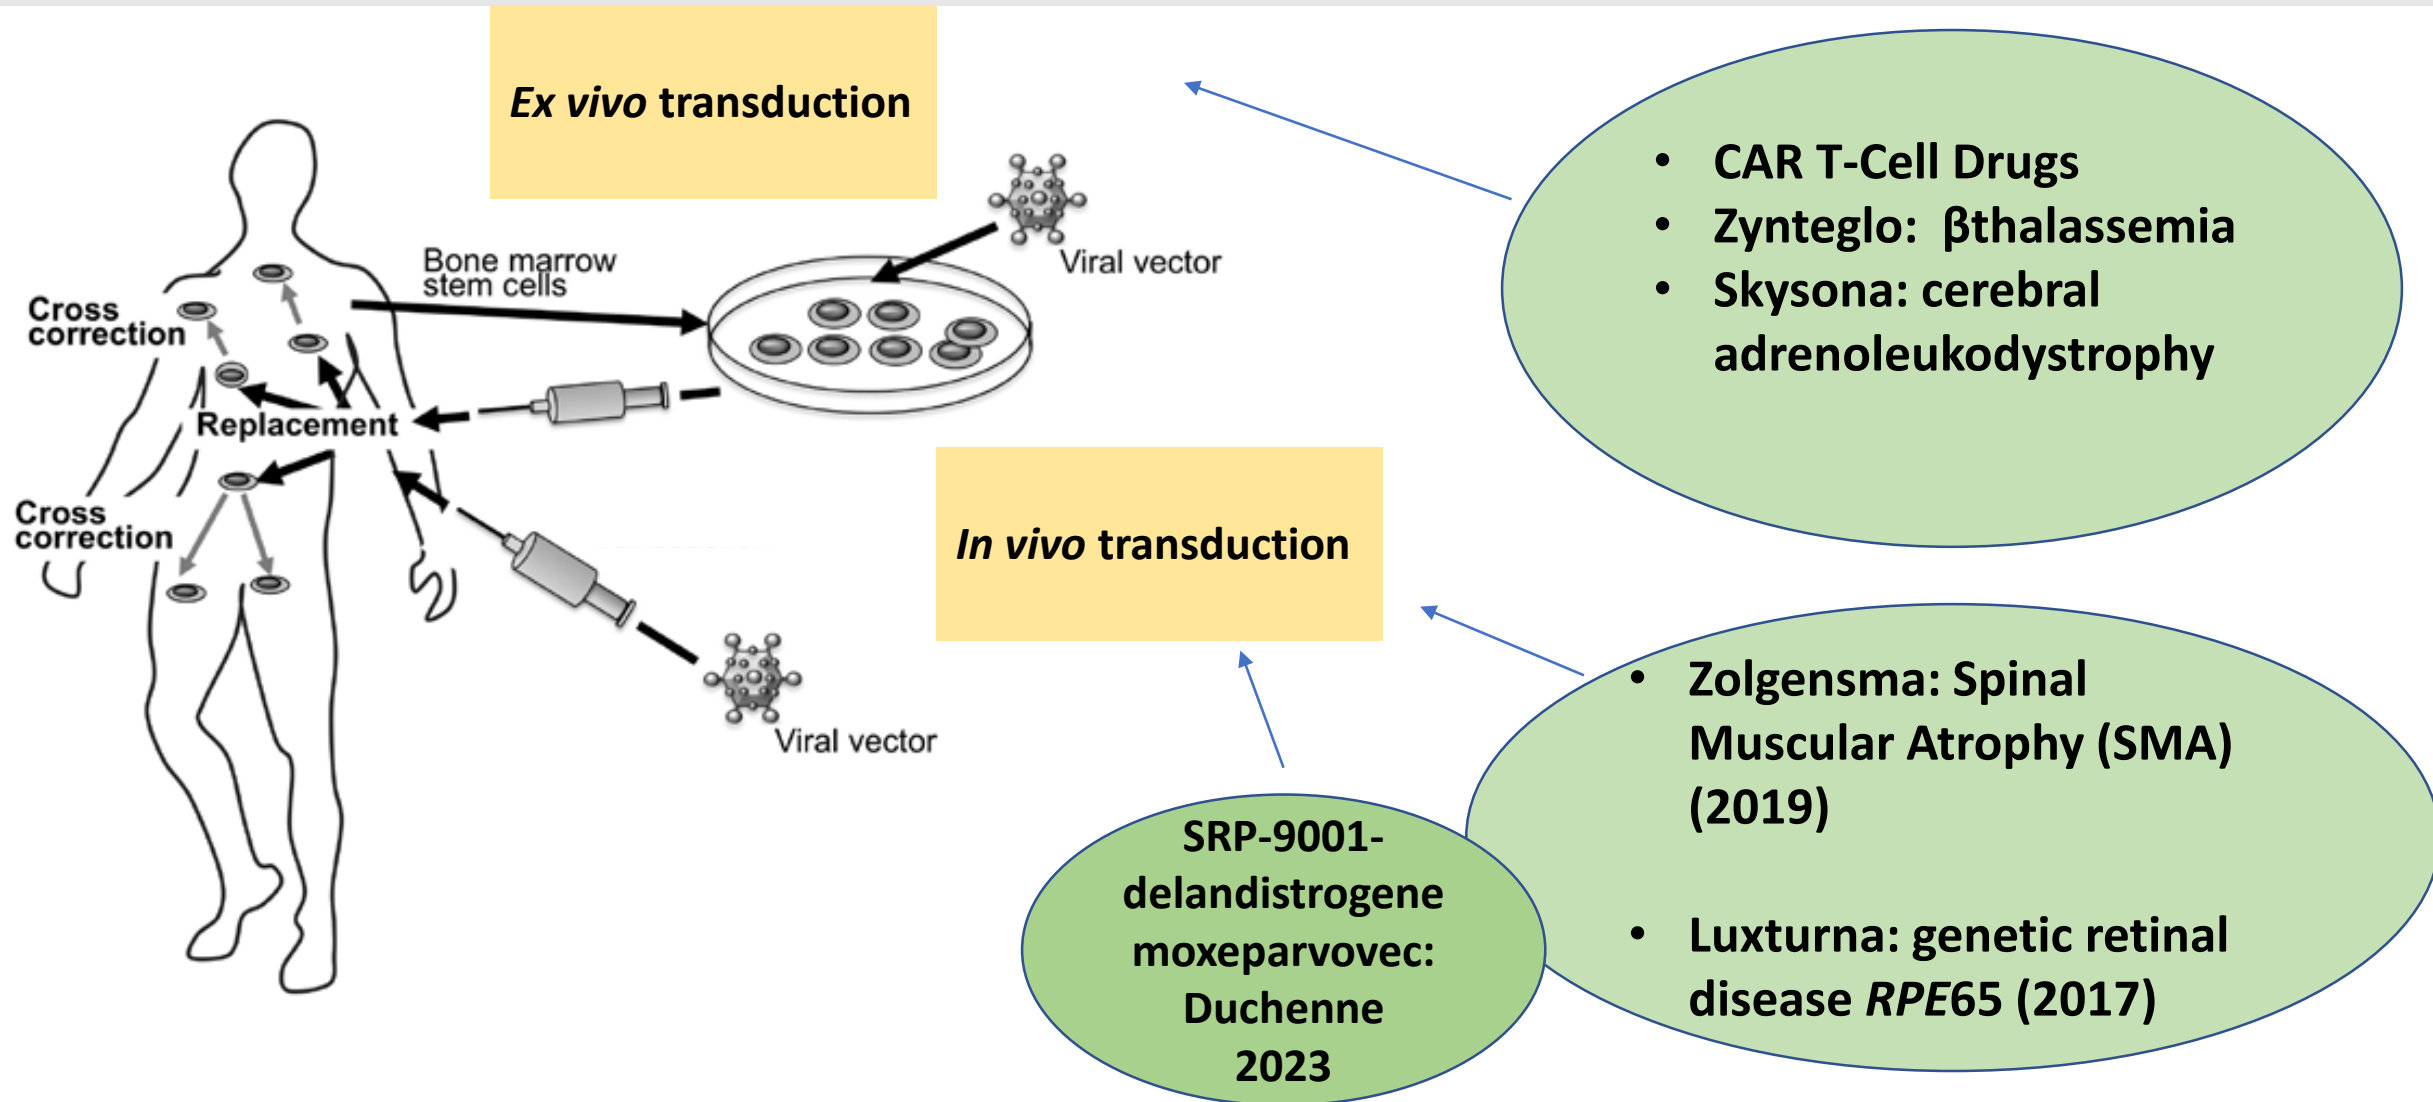 Ex vivo transduction
Viral vector
Bone marrow
stem cells
Cross
correction
Replacement
Cross
correction
Viral vector
In vivo transduction
• CAR T-Cell Drugs
• Zynteglo: βthalassemia
• Skysona: cerebral
adrenoleukodystrophy
• Zolgensma: Spinal
Muscular Atrophy (SMA)
(2019)
• Luxturna: genetic retinal
disease RPE65 (2017)
SRP-9001-
delandistrogene
moxeparvovec:
Duchenne
2023